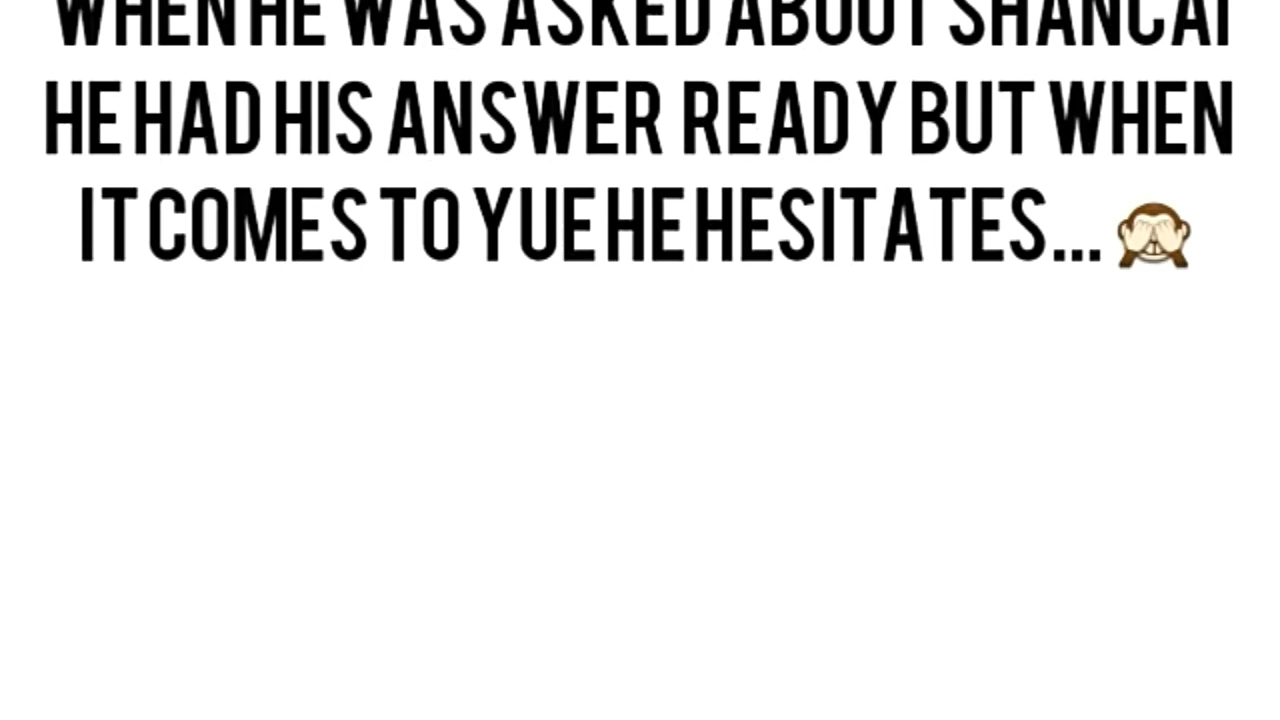 WHEN HE WAS ASKED ABOUT SHANCAI
HE HAD HIS ANSWER READY BUT WHEN
IT COMES TO YUE HE HESITATES... 🙈